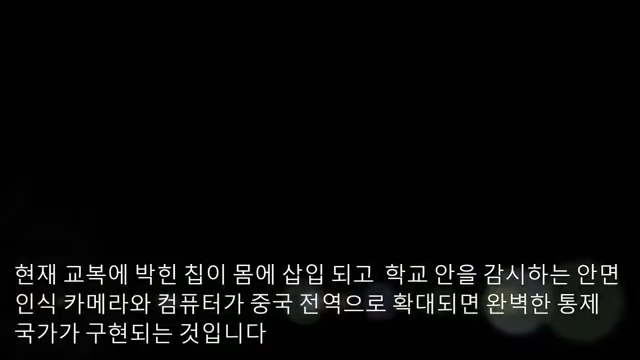 현재 교복에 박힌 칩이 몸에 삽입 되고 학교 안을 감시하는 안면
인식 카메라와 컴퓨터가 중국 전역으로 확대되면 완벽한 통제
국가가 구현되는 것입니다